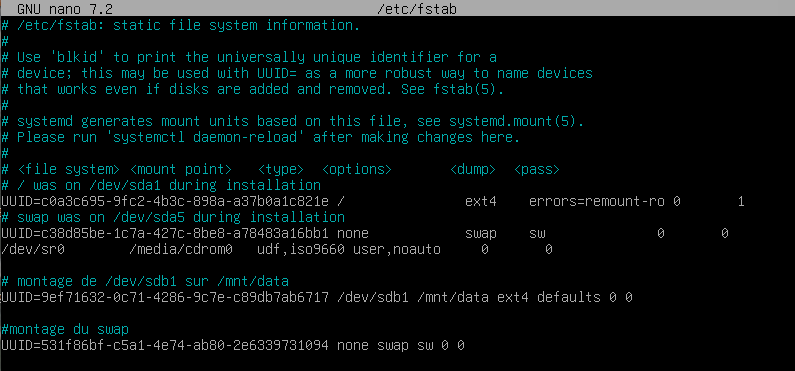 GNU nano 7.2 /etc/fstab
# /etc/fstab: static file system information.
#
# Use 'blkid' to print the universally unique identifier for a
# device; this may be used with UUID= as a more robust way to name devices
# that works even if disks are added and removed. See fstab(5).
#
# systemd generates mount units based on this file, see systemd.mount(5).
# Please run 'systemctl daemon-reload' after making changes here.
#
# <file system> <mount point> <type> <options> <dump> <pass>
# / was on /dev/sda1 during installation
UUID=c0a3c695-9fc2-4b3c-898a-a37b0a1c821e / ext4 errors=remount-ro 0 1
# swap was on /dev/sda5 during installation
UUID=c38d85be-1c7a-427c-8be8-a78483a16bb1 none swap sw 0 0
/dev/sr0 /media/cdrom0 udf,iso9660 user,noauto 0 0
# montage de /dev/sdb1 sur /mnt/data
UUID=9ef71632-0c71-4286-9c7e-c89db7ab6717 /dev/sdb1 /mnt/data ext4 defaults 0 0
#montage du swap
UUID=531f86bf-c5a1-4e74-ab80-2e6339731094 none swap sw 0 0